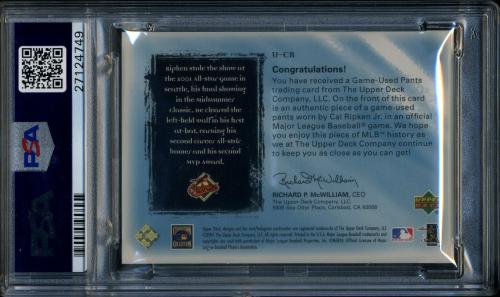 27124749
PSA
U-CR
Ripken stole the show at
the 2001 All-Star Game in
Seattle, his final showing
in the midsummer
classic. He cleared the
left-field wall in his first
at-bat, earning his
second career All-Star
homer and his second
MVP Award.
Congratulations!
You have received a Game-Used Pants
trading card from The Upper Deck
Company, LLC. On the front of this card
is an authentic piece of a game-used
pants worn by Cal Ripken Jr. in an official
Major League Baseball® game. We hope
you enjoy this piece of MLB™ history as
we at The Upper Deck Company continue
to keep you as close as you can get!
Richard P. McWilliam
RICHARD P. McWILLIAM, CEO
The Upper Deck Company, LLC
5909 Sea Otter Place, Carlsbad, CA 92008